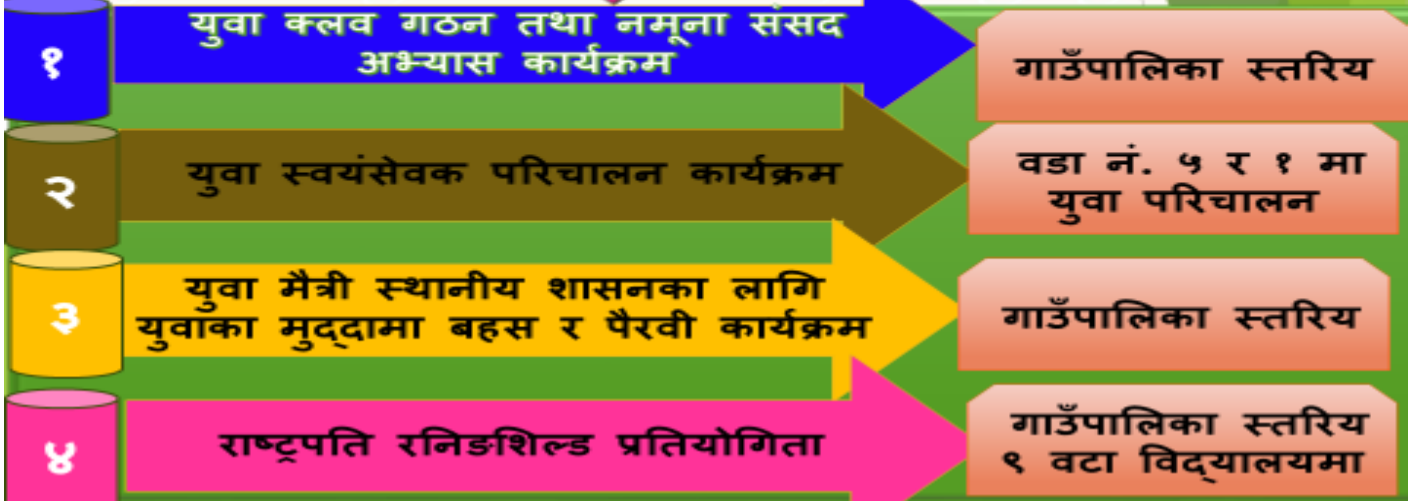 १
युवा क्लव गठन तथा नमूना संसद
अभ्यास कार्यक्रम
गाउँपालिका स्तरिय
२
युवा स्वयंसेवक परिचालन कार्यक्रम
वडा नं. ५ र १ मा
युवा परिचालन
३
युवा मैत्री स्थानीय शासनका लागि
युवाका मुद्दामा बहस र पैरवी कार्यक्रम
गाउँपालिका स्तरिय
४
राष्ट्रपति रनिङशिल्ड प्रतियोगिता
गाउँपालिका स्तरिय
९ वटा विद्यालयमा